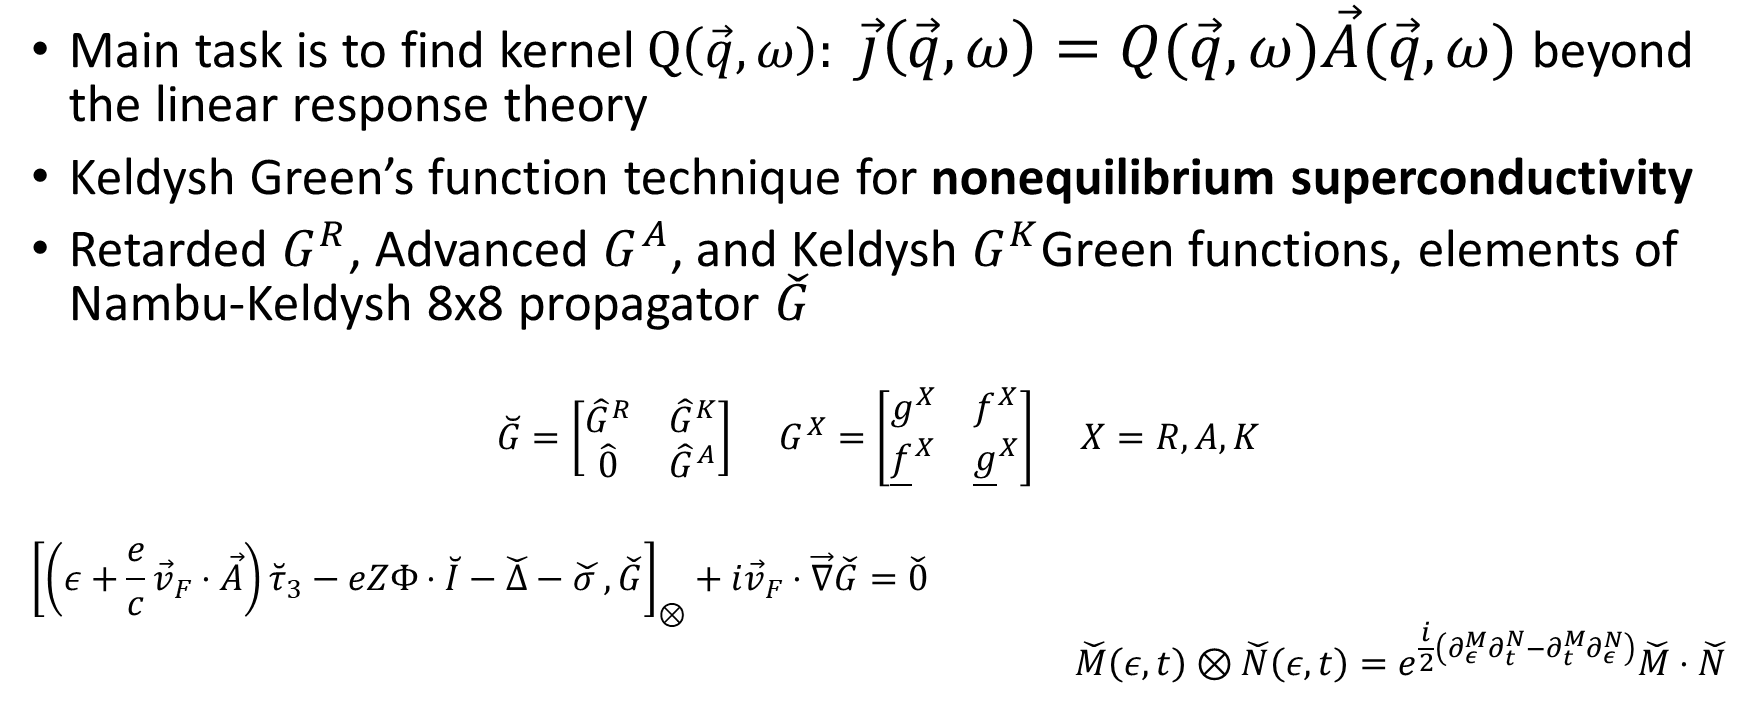 • Main task is to find kernel Q(q⃗, ω): j⃗(q⃗, ω) = Q(q⃗, ω)A⃗(q⃗, ω) beyond
the linear response theory
• Keldysh Green’s function technique for nonequilibrium superconductivity
• Retarded G^R, Advanced G^A, and Keldysh G^K Green functions, elements of
Nambu-Keldysh 8x8 propagator Ǧ
Ğ = [Ĝ^R Ĝ^K; 0̂ Ĝ^A] G^X = [g^X f^X; f̲^X g̲^X] X = R, A, K
[(ϵ + e/c v⃗_F · A⃗) τ̆_3 − eZΦ · Ĭ − Δ̌ − σ̌ , Ğ]_⊗ + iv⃗_F · ∇⃗Ğ = 0̌
M̌(ϵ, t) ⊗ Ň(ϵ, t) = e^{i/2(∂_ϵ^M ∂_t^N − ∂_t^M ∂_ϵ^N)} M̌ · Ň